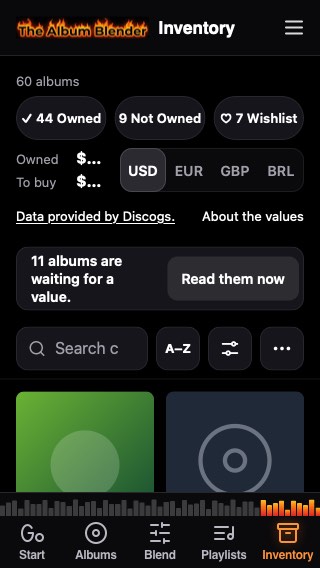 The Album Blender Inventory
60 albums
✓ 44 Owned 9 Not Owned ♡ 7 Wishlist
Owned $...
To buy $...
USD EUR GBP BRL
Data provided by Discogs. About the values
11 albums are
waiting for a
value.
Read them now
Search c A–Z
Start Albums Blend Playlists Inventory